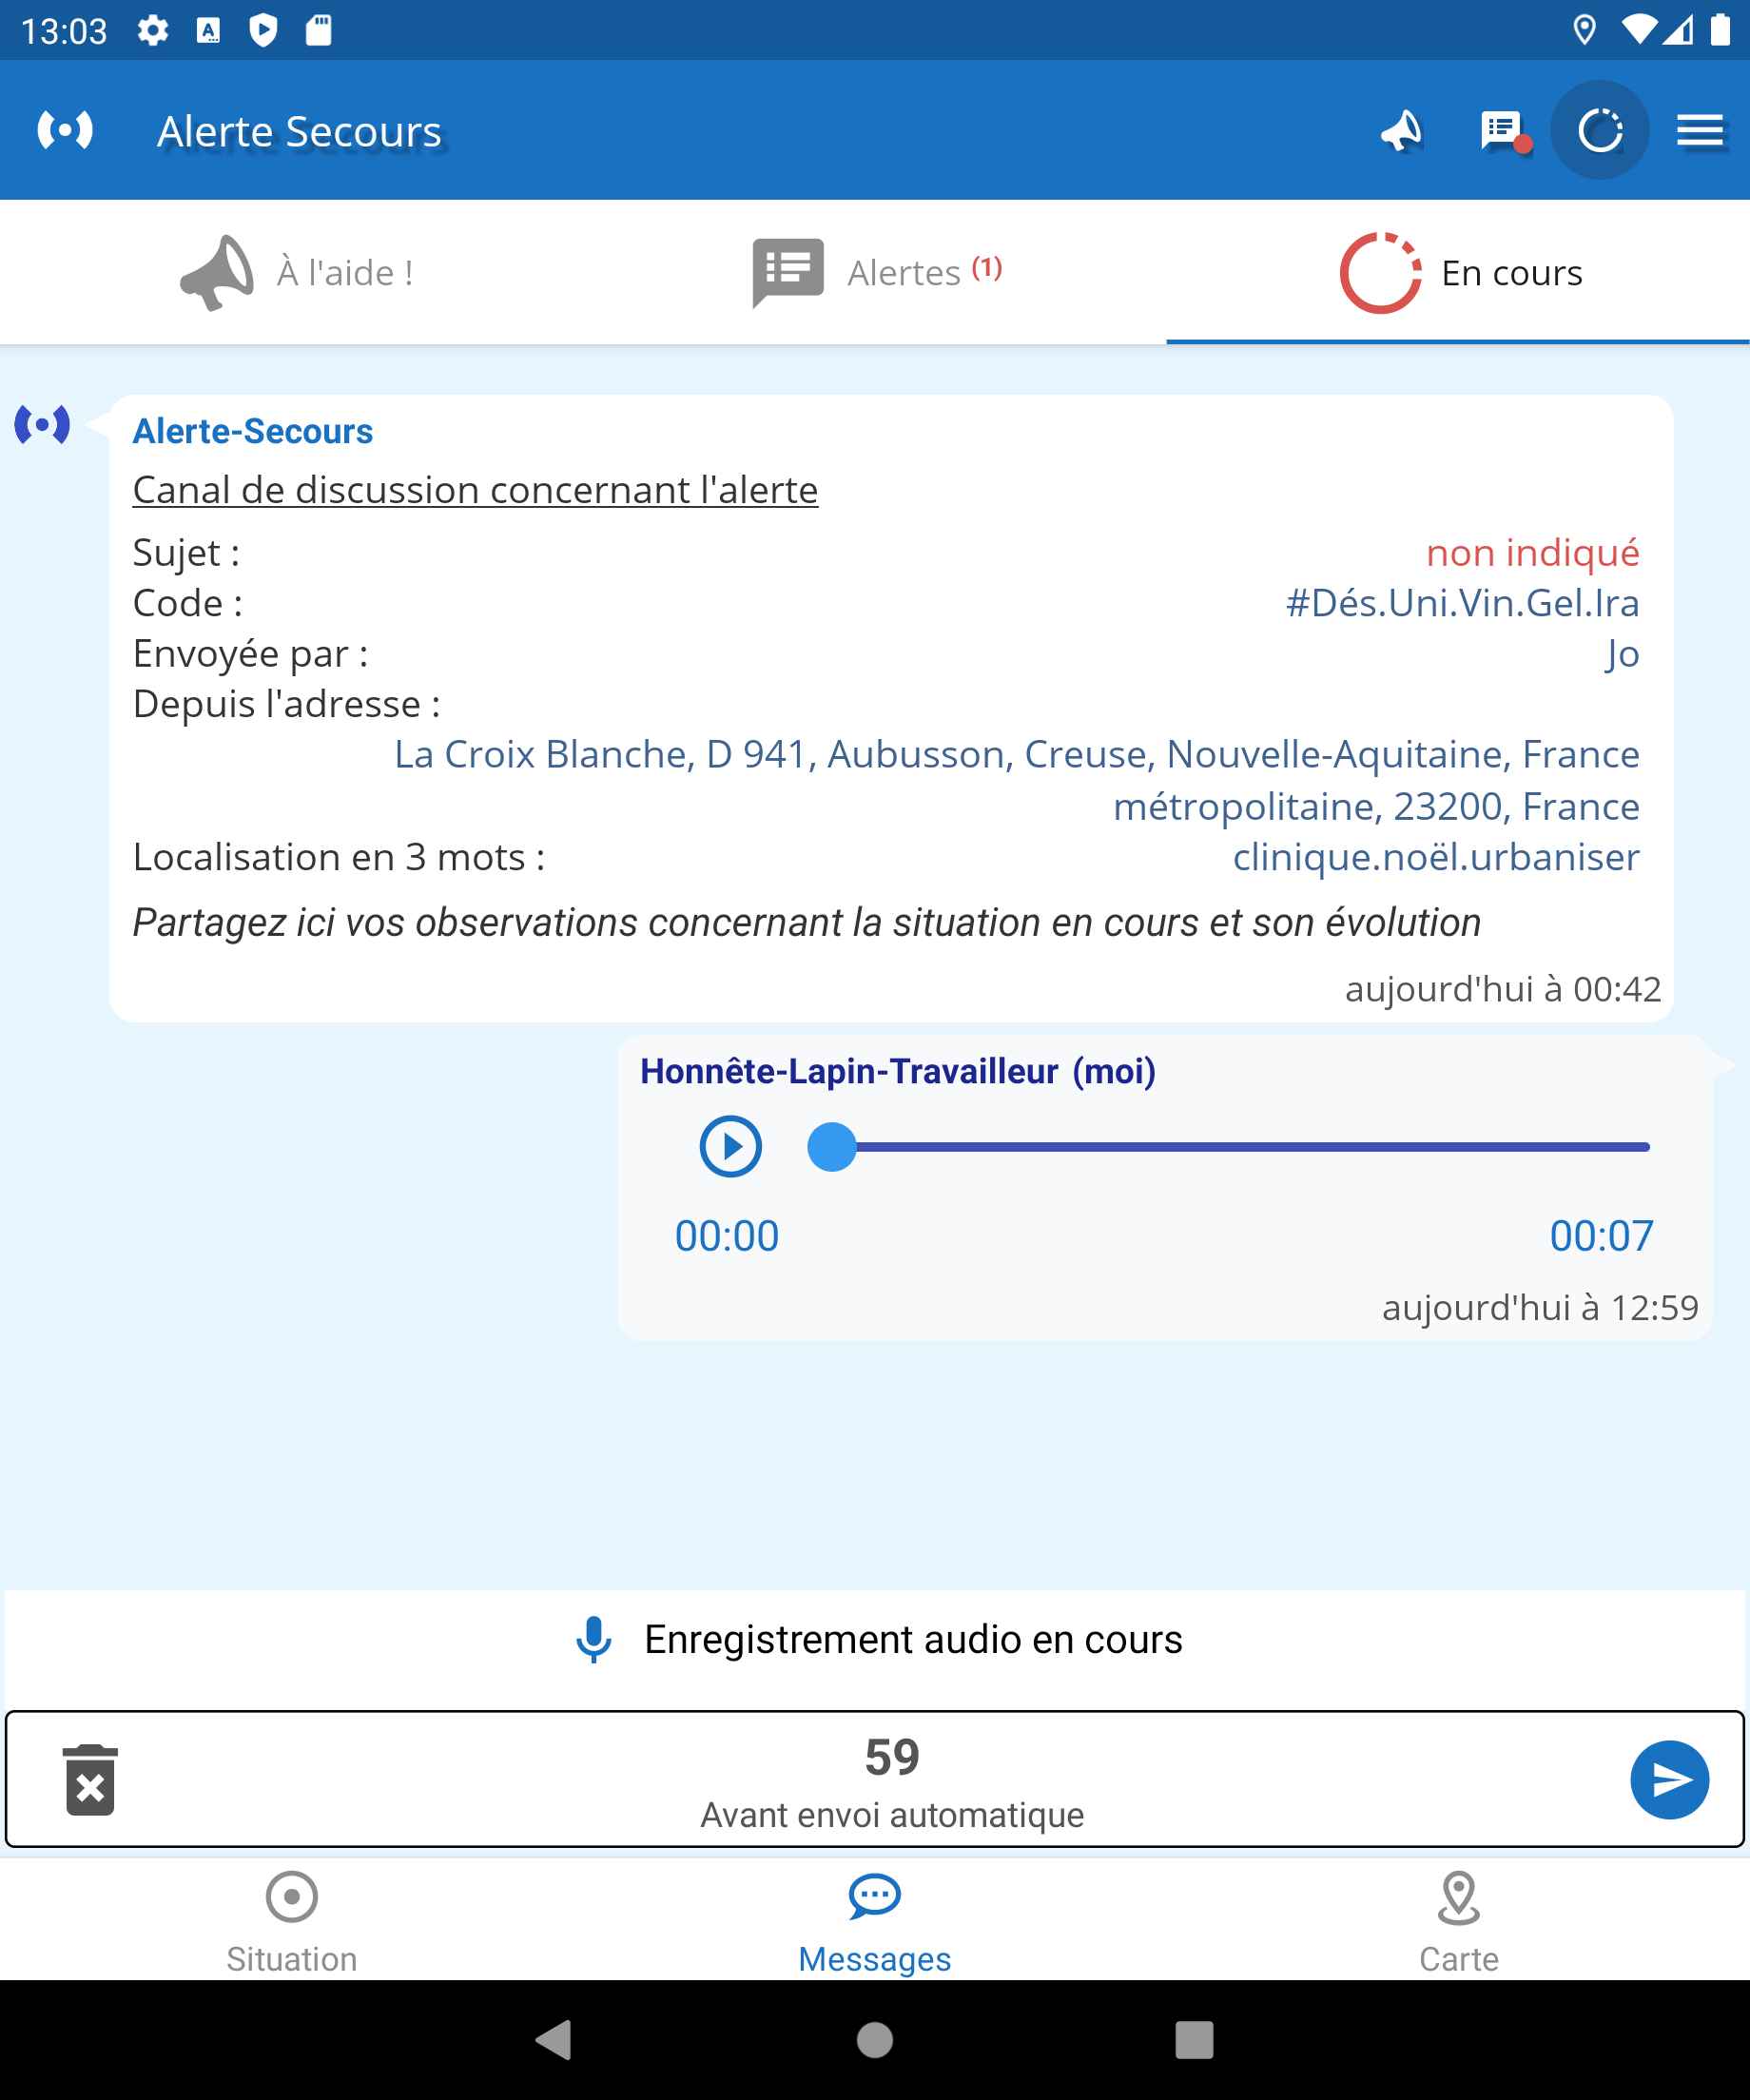 13:03
Alerte Secours
À l'aide !
Alertes (1)
En cours
Alerte-Secours
Canal de discussion concernant l'alerte
Sujet : non indiqué
Code : #Dés.Uni.Vin.Gel.Ira
Envoyée par : Jo
Depuis l'adresse :
La Croix Blanche, D 941, Aubusson, Creuse, Nouvelle-Aquitaine, France
métropolitaine, 23200, France
Localisation en 3 mots : clinique.noël.urbaniser
Partagez ici vos observations concernant la situation en cours et son évolution
aujourd'hui à 00:42
Honnête-Lapin-Travailleur (moi)
00:00 00:07
aujourd'hui à 12:59
Enregistrement audio en cours
59
Avant envoi automatique
Situation
Messages
Carte